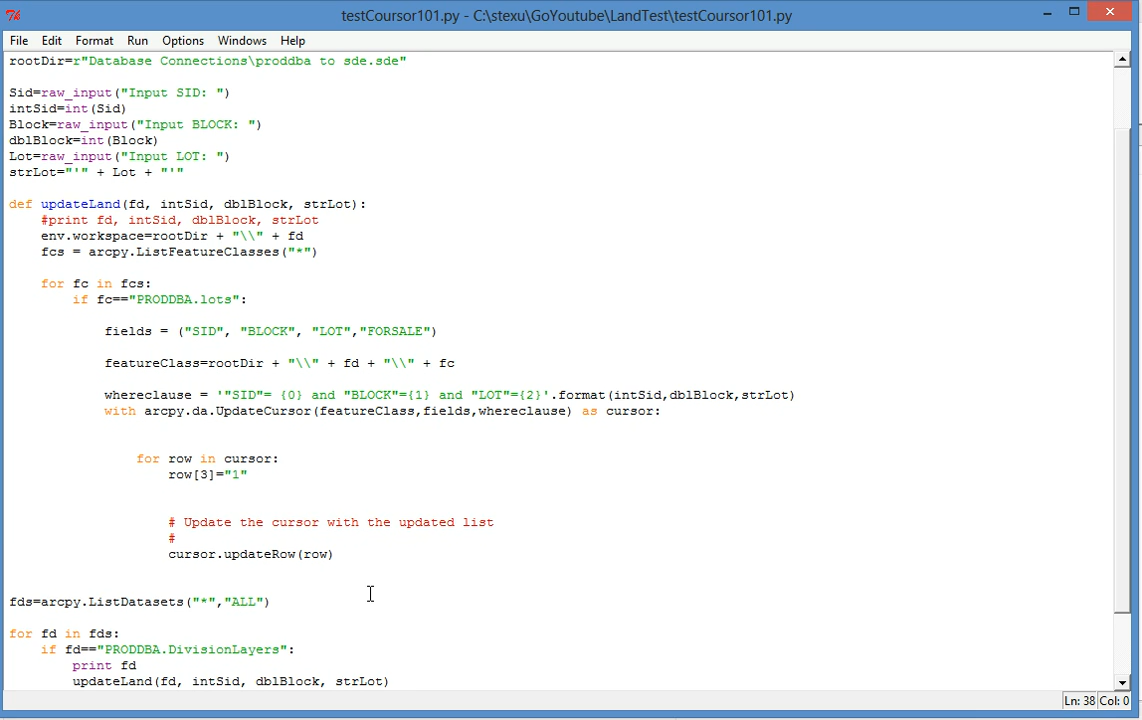 testCoursor101.py - C:\stexu\GoYoutube\LandTest\testCoursor101.py
File Edit Format Run Options Windows Help
rootDir=r"Database Connections\proddba to sde.sde"
Sid=raw_input("Input SID: ")
intSid=int(Sid)
Block=raw_input("Input BLOCK: ")
dblBlock=int(Block)
Lot=raw_input("Input LOT: ")
strLot="'" + Lot + "'"
def updateLand(fd, intSid, dblBlock, strLot):
    #print fd, intSid, dblBlock, strLot
    env.workspace=rootDir + "\\" + fd
    fcs = arcpy.ListFeatureClasses("*")
    for fc in fcs:
        if fc=="PRODDBA.lots":
            fields = ("SID", "BLOCK", "LOT","FORSALE")
            featureClass=rootDir + "\\" + fd + "\\" + fc
            whereclause = '"SID"= {0} and "BLOCK"={1} and "LOT"={2}'.format(intSid,dblBlock,strLot)
            with arcpy.da.UpdateCursor(featureClass,fields,whereclause) as cursor:
                for row in cursor:
                    row[3]="1"
                    # Update the cursor with the updated list
                    #
                    cursor.updateRow(row)
fds=arcpy.ListDatasets("*","ALL")
for fd in fds:
    if fd=="PRODDBA.DivisionLayers":
        print fd
        updateLand(fd, intSid, dblBlock, strLot)
Ln: 38 Col: 0